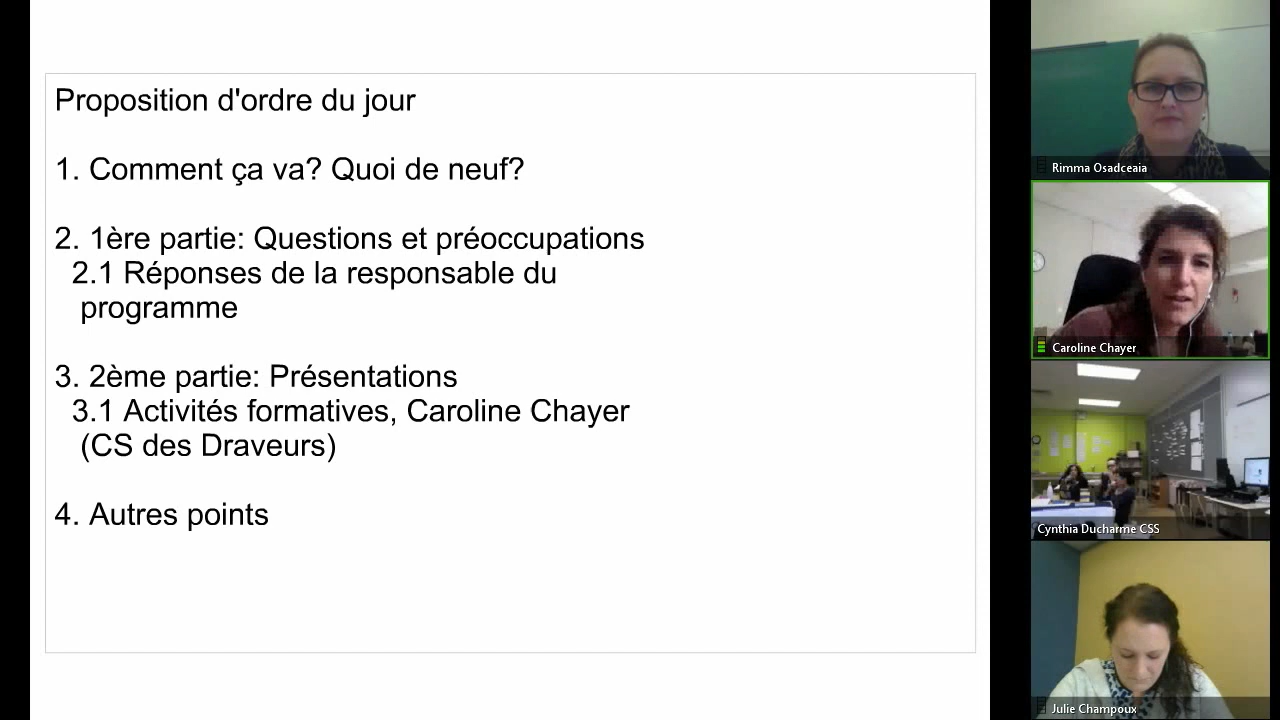 Proposition d'ordre du jour
1. Comment ça va? Quoi de neuf?
2. 1ère partie: Questions et préoccupations
2.1 Réponses de la responsable du
programme
3. 2ème partie: Présentations
3.1 Activités formatives, Caroline Chayer
(CS des Draveurs)
4. Autres points
Rimma Osadceaia
Caroline Chayer
Cynthia Ducharme CSS
Julie Champoux